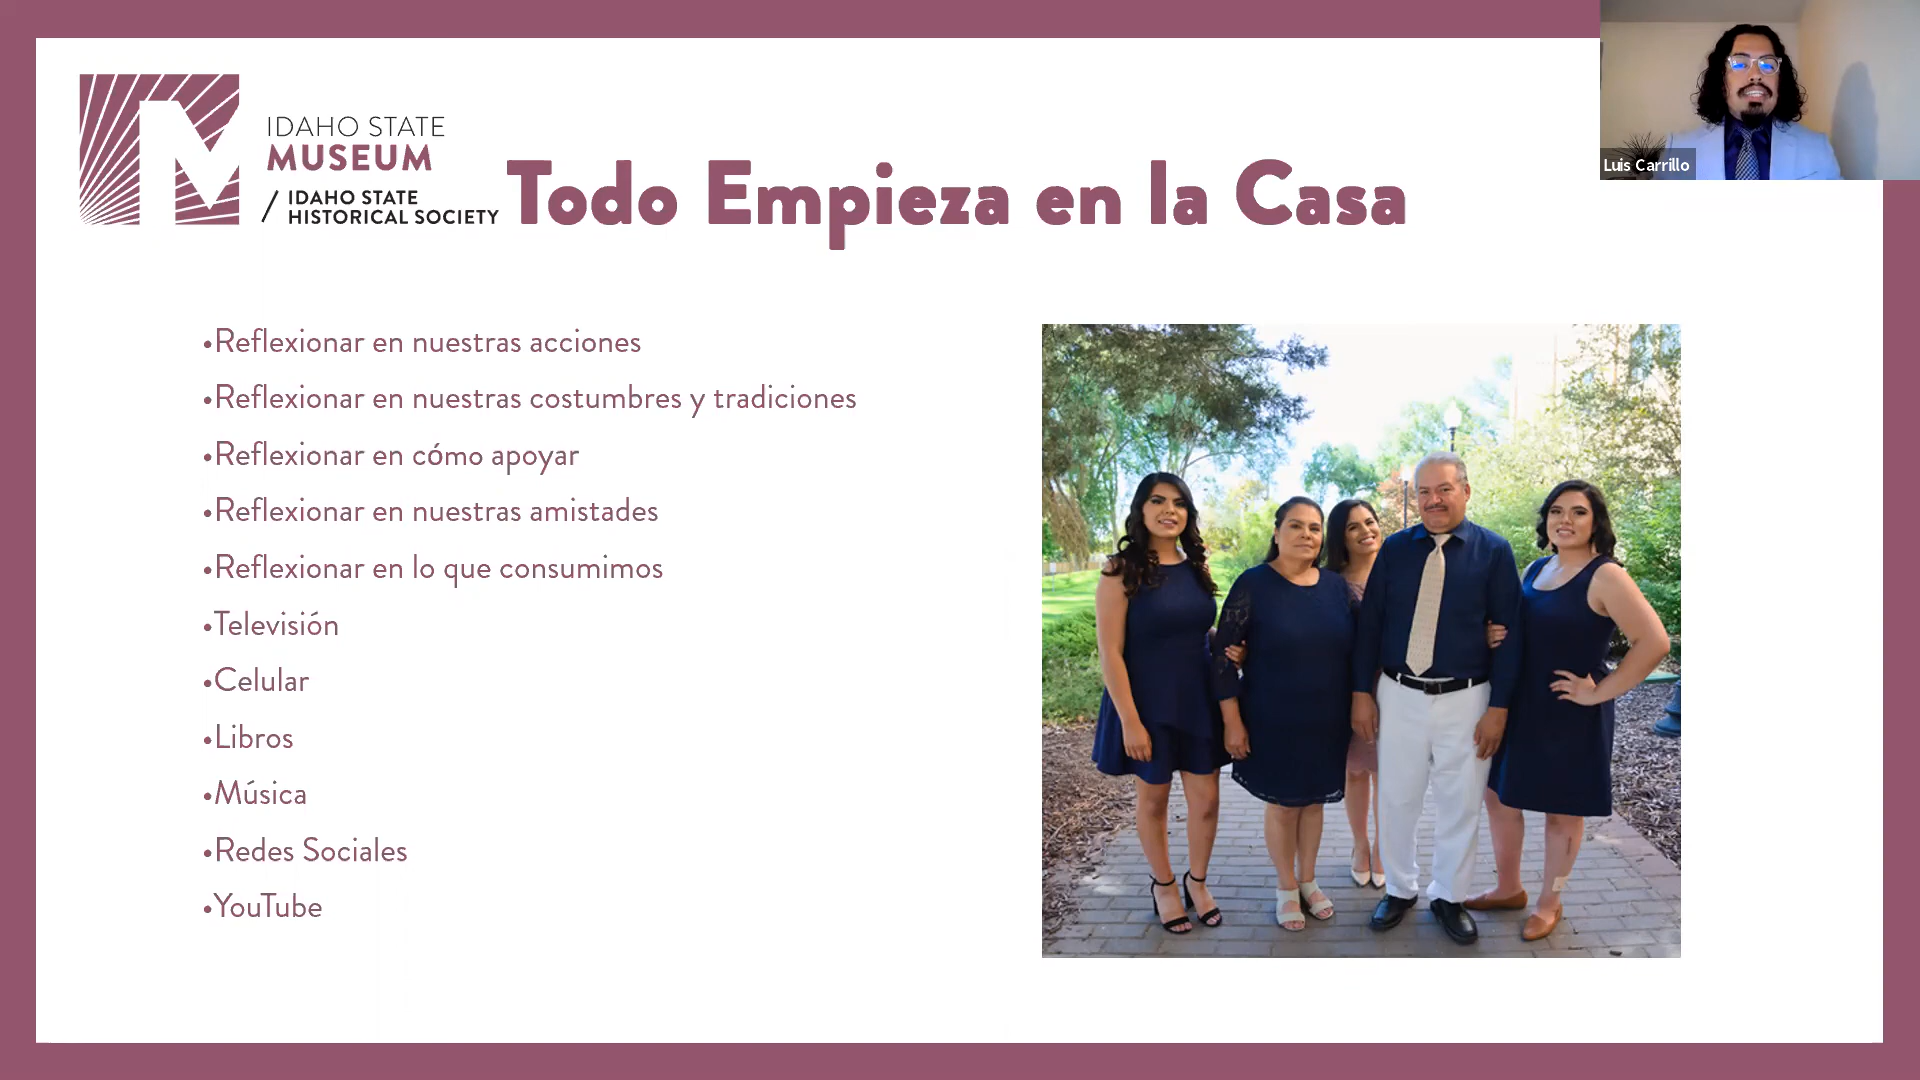 IDAHO STATE
MUSEUM
/ IDAHO STATE
HISTORICAL SOCIETY
Todo Empieza en la Casa
Luis Carrillo
•Reflexionar en nuestras acciones
•Reflexionar en nuestras costumbres y tradiciones
•Reflexionar en cómo apoyar
•Reflexionar en nuestras amistades
•Reflexionar en lo que consumimos
•Televisión
•Celular
•Libros
•Música
•Redes Sociales
•YouTube